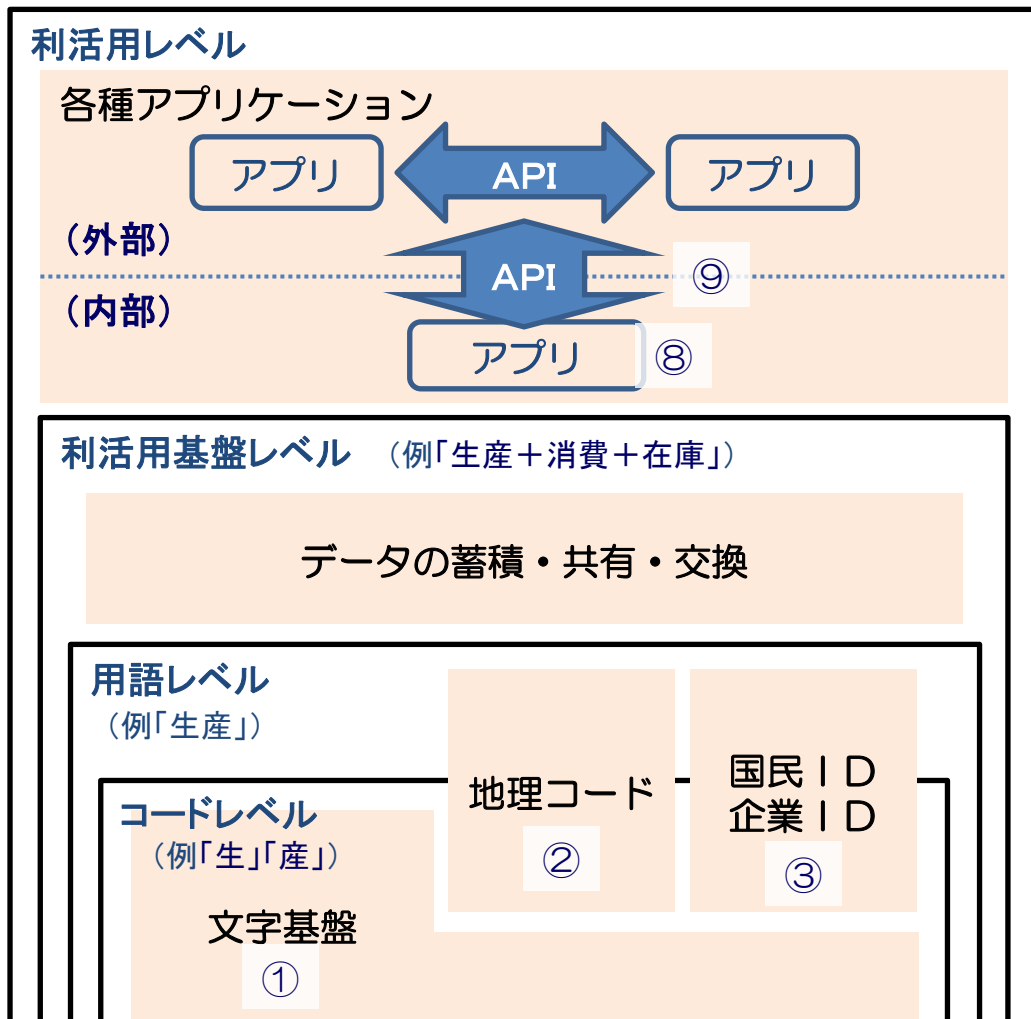 利活用レベル
各種アプリケーション
アプリ
API
アプリ
（外部）
API
⑨
（内部）
アプリ
⑧
利活用基盤レベル （例「生産＋消費＋在庫」）
データの蓄積・共有・交換
用語レベル
（例「生産」）
地理コード
②
国民ＩＤ
企業ＩＤ
③
コードレベル
（例「生」「産」）
文字基盤
①